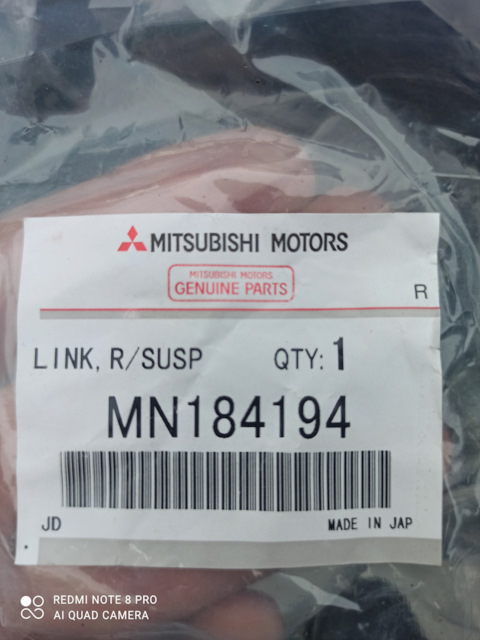 MITSUBISHI MOTORS
MITSUBISHI MOTORS
GENUINE PARTS
R
LINK, R/SUSP QTY: 1
MN184194
JD MADE IN JAP
REDMI NOTE 8 PRO
AI QUAD CAMERA